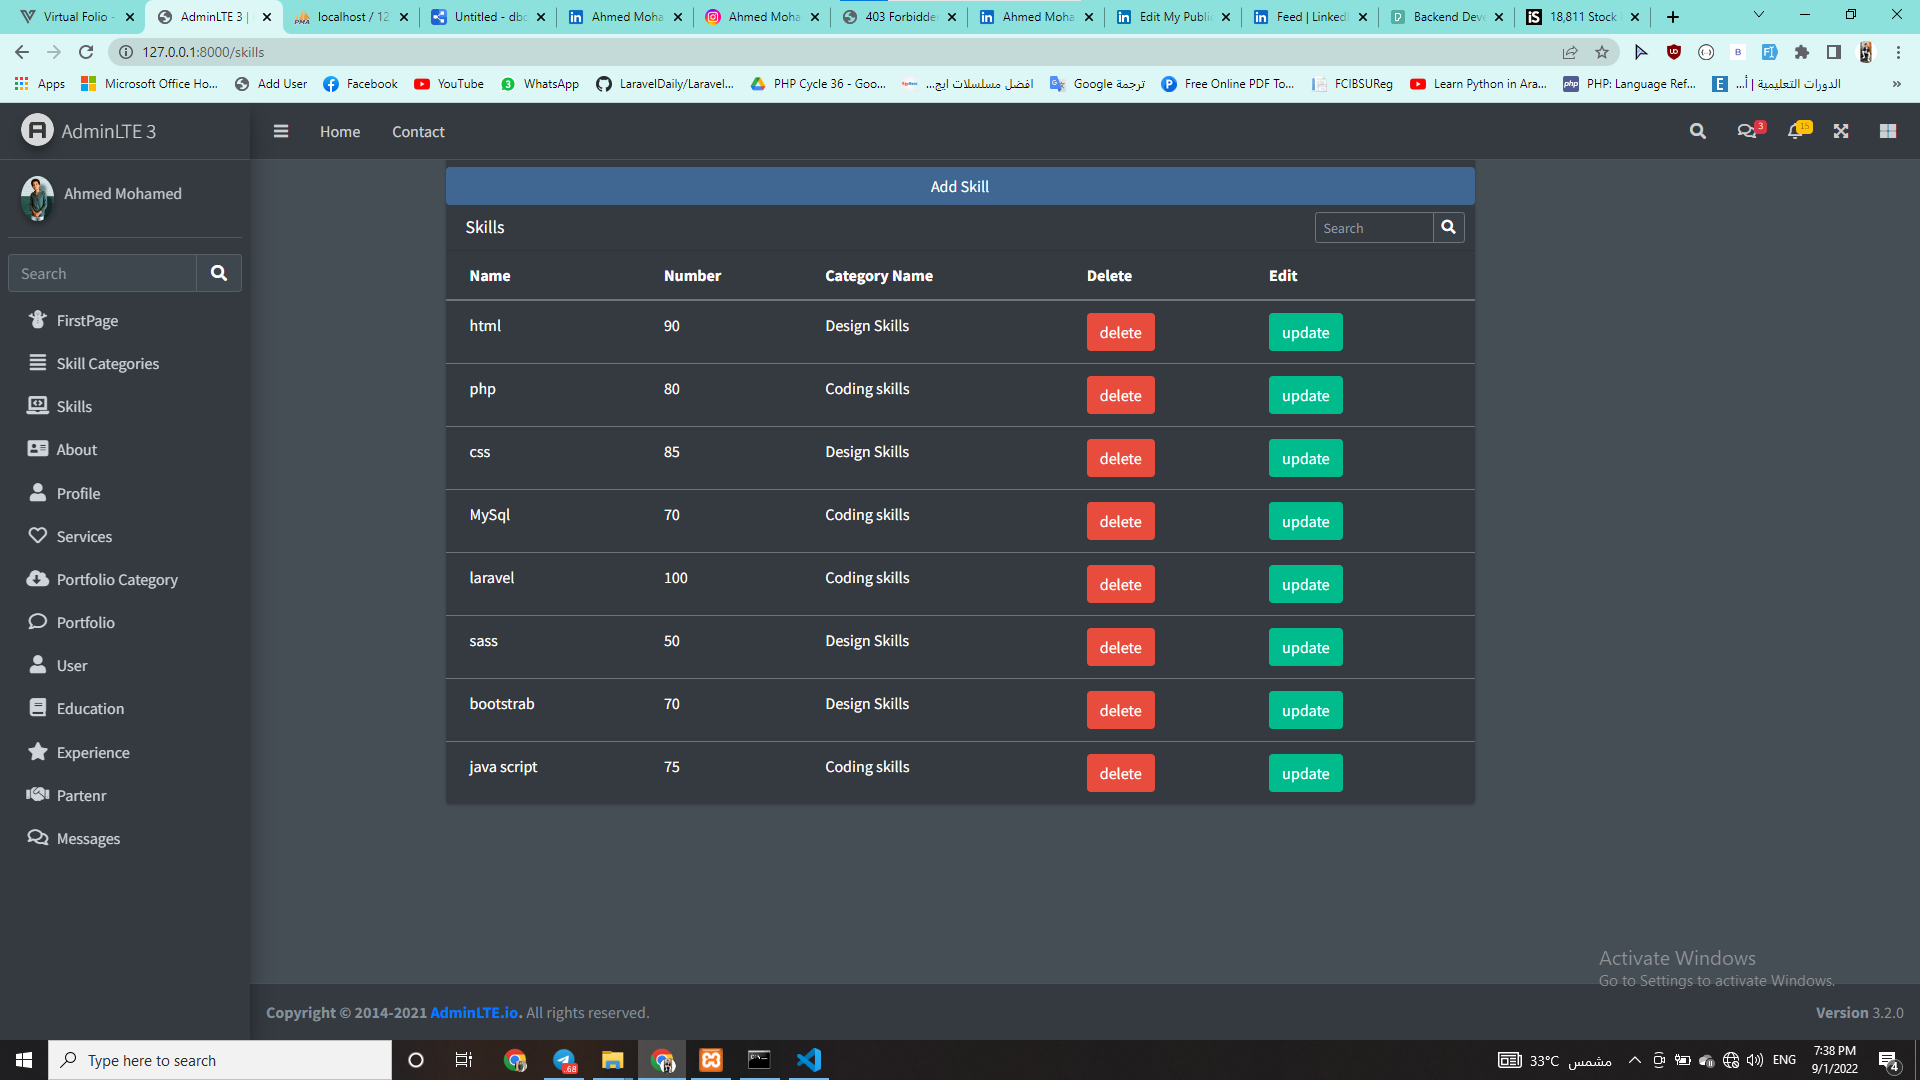 Virtual Folio -
AdminLTE 3 |
localhost / 12
Untitled - dbd
Ahmed Moha
Ahmed Moha
403 Forbidde
Ahmed Moha
Edit My Public
Feed | LinkedI
Backend Deve
18,811 Stock
127.0.0.1:8000/skills
Apps
Microsoft Office Ho...
Add User
Facebook
YouTube
WhatsApp
LaravelDaily/Laravel...
PHP Cycle 36 - Goo...
افضل مسلسلات ايج...
ترجمة Google
Free Online PDF To...
FCIBSUReg
Learn Python in Ara...
PHP: Language Ref...
الدورات التعليمية | أ...
AdminLTE 3
Home
Contact
3
15
Ahmed Mohamed
Search
FirstPage
Skill Categories
Skills
About
Profile
Services
Portfolio Category
Portfolio
User
Education
Experience
Partenr
Messages
Add Skill
Skills
Search
Name Number Category Name Delete Edit
html 90 Design Skills delete update
php 80 Coding skills delete update
css 85 Design Skills delete update
MySql 70 Coding skills delete update
laravel 100 Coding skills delete update
sass 50 Design Skills delete update
bootstrab 70 Design Skills delete update
java script 75 Coding skills delete update
Activate Windows
Go to Settings to activate Windows.
Copyright © 2014-2021 AdminLTE.io. All rights reserved.
Version 3.2.0
Type here to search
.68
33°C مشمس
ENG
7:38 PM
9/1/2022
4